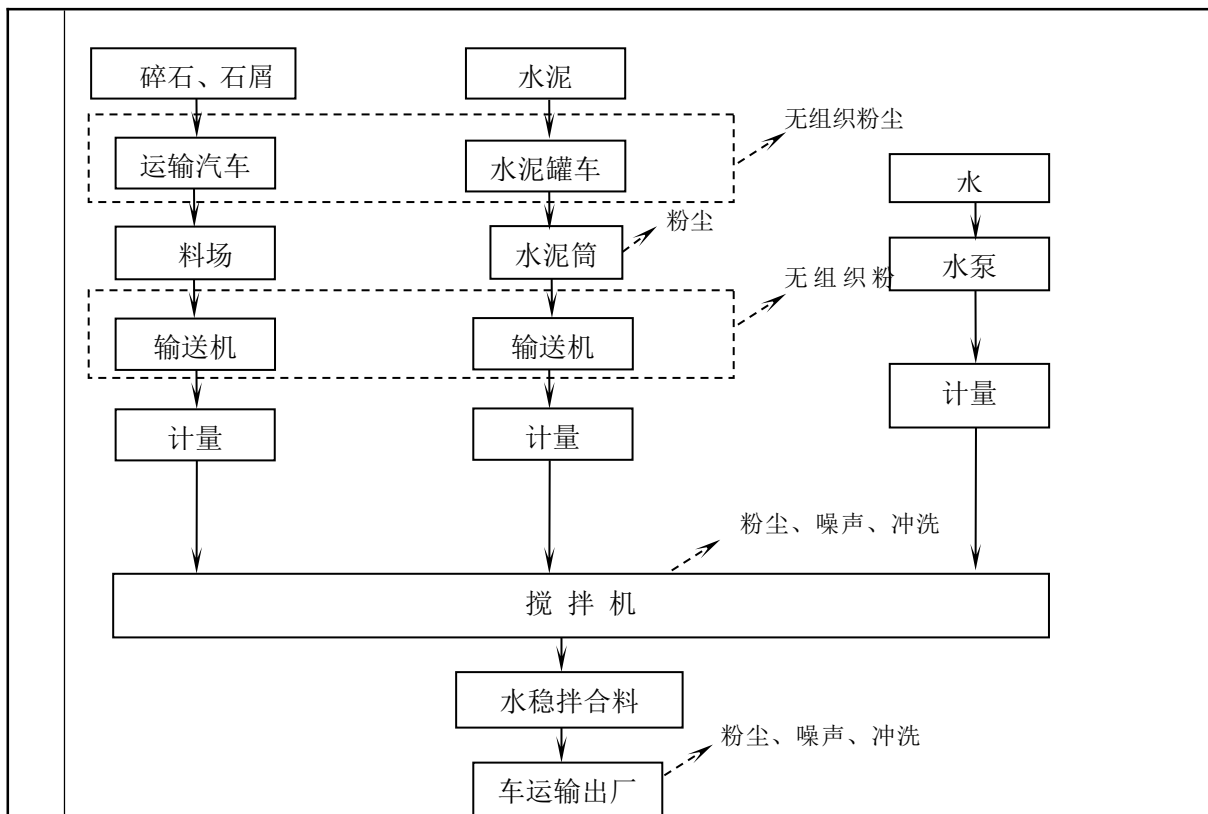 碎石、石屑
水泥
无组织粉尘
运输汽车
水泥罐车
水
粉尘
料场
水泥筒
水泵
无组织粉
输送机
输送机
计量
计量
计量
粉尘、噪声、冲洗
搅拌机
水稳拌合料
粉尘、噪声、冲洗
车运输出厂